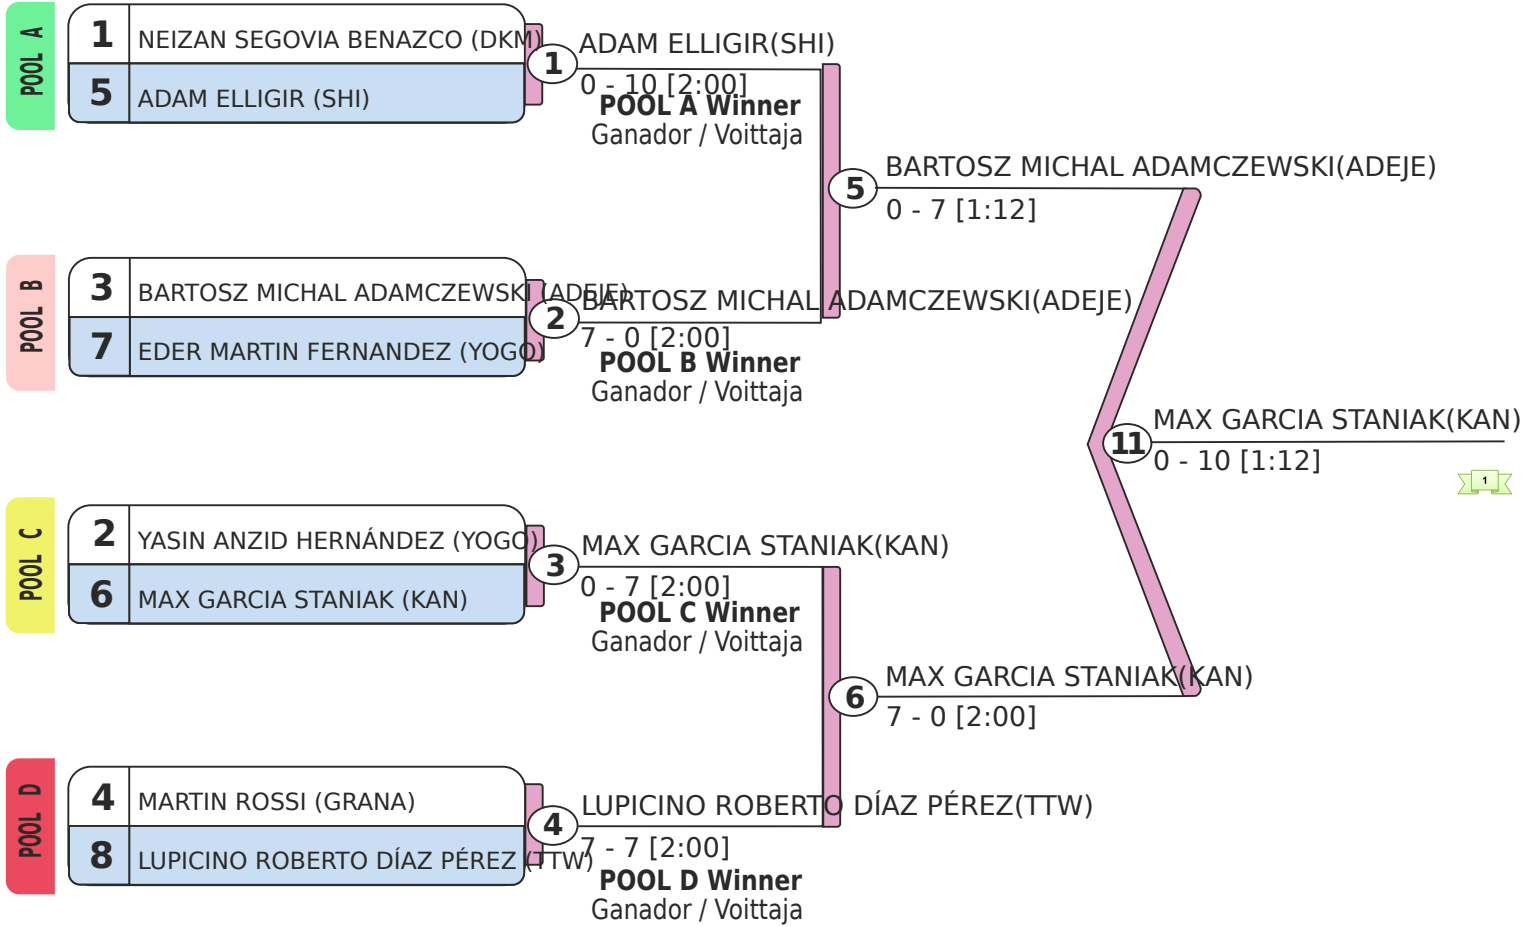 POOL A
1 NEIZAN SEGOVIA BENAZCO (DKM)
5 ADAM ELLIGIR (SHI)
1
ADAM ELLIGIR(SHI)
0 - 10 [2:00]
POOL A Winner
Ganador / Voittaja
5
BARTOSZ MICHAL ADAMCZEWSKI(ADEJE)
0 - 7 [1:12]
POOL B
3 BARTOSZ MICHAL ADAMCZEWSKI (ADEJE)
7 EDER MARTIN FERNANDEZ (YOGO)
2
BARTOSZ MICHAL ADAMCZEWSKI(ADEJE)
7 - 0 [2:00]
POOL B Winner
Ganador / Voittaja
11
MAX GARCIA STANIAK(KAN)
0 - 10 [1:12]
1
POOL C
2 YASIN ANZID HERNÁNDEZ (YOGO)
6 MAX GARCIA STANIAK (KAN)
3
MAX GARCIA STANIAK(KAN)
0 - 7 [2:00]
POOL C Winner
Ganador / Voittaja
6
MAX GARCIA STANIAK(KAN)
7 - 0 [2:00]
POOL D
4 MARTIN ROSSI (GRANA)
8 LUPICINO ROBERTO DÍAZ PÉREZ (TTW)
4
LUPICINO ROBERTO DÍAZ PÉREZ(TTW)
7 - 7 [2:00]
POOL D Winner
Ganador / Voittaja